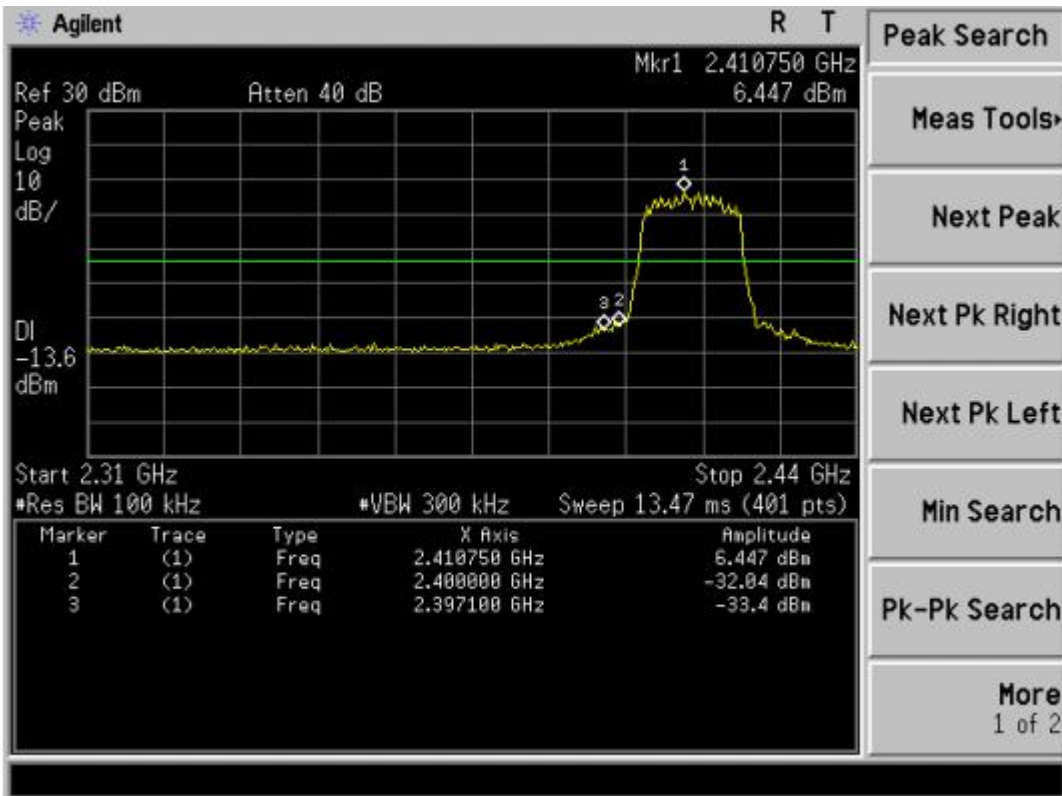 Agilent R T
Mkr1 2.410750 GHz
Ref 30 dBm Atten 40 dB 6.447 dBm
Peak
Log
10
dB/
1
3 2
DI
-13.6
dBm
Start 2.31 GHz Stop 2.44 GHz
#Res BW 100 kHz #VBW 300 kHz Sweep 13.47 ms (401 pts)
Marker Trace Type X Axis Amplitude
1 (1) Freq 2.410750 GHz 6.447 dBm
2 (1) Freq 2.400000 GHz -32.04 dBm
3 (1) Freq 2.397100 GHz -33.4 dBm
Peak Search
Meas Tools
Next Peak
Next Pk Right
Next Pk Left
Min Search
Pk-Pk Search
More
1 of 2